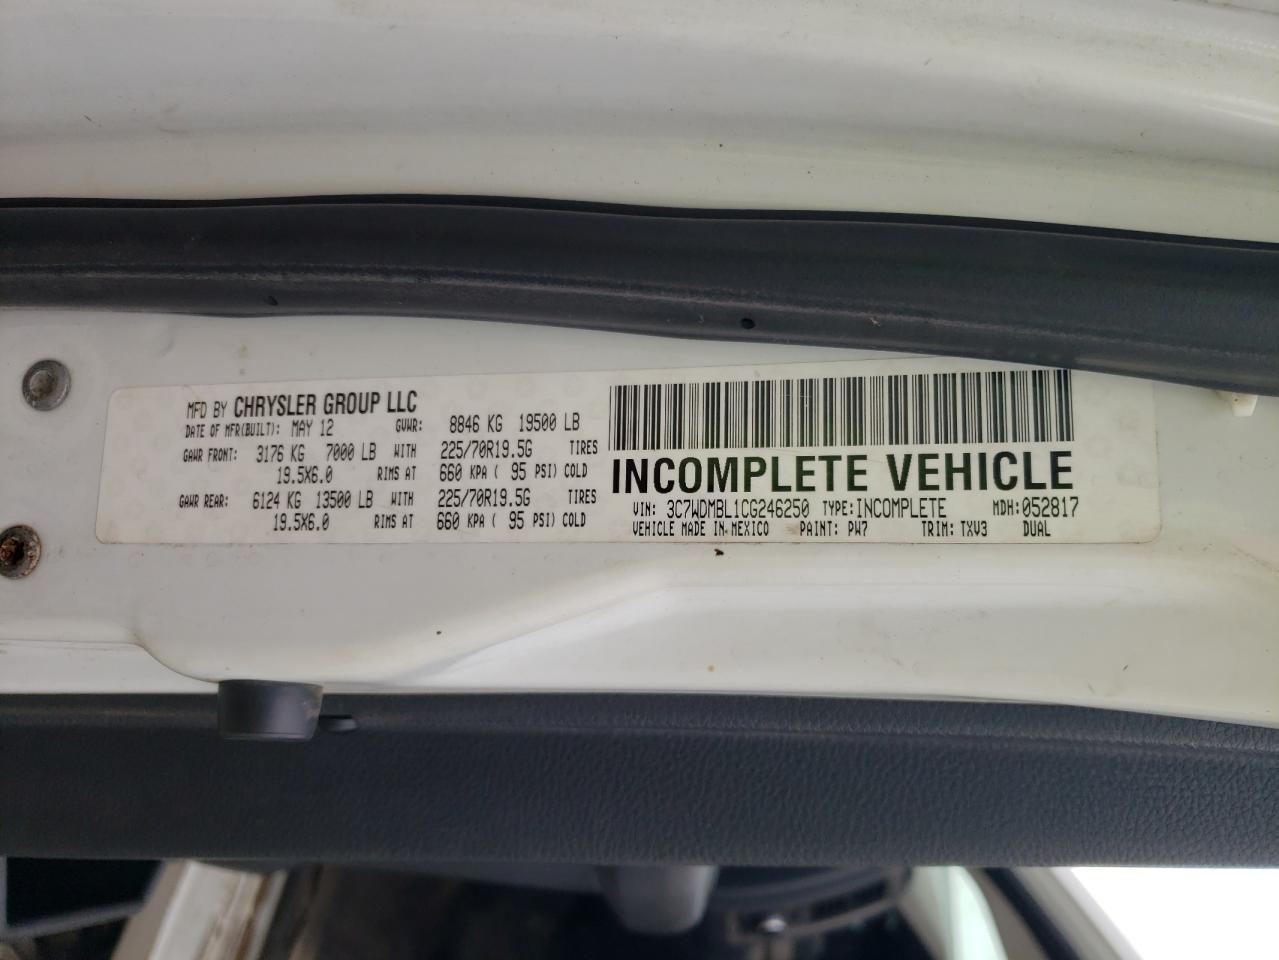 MFD BY CHRYSLER GROUP LLC
DATE OF MFR(BUILT): MAY 12 GVWR: 8846 KG 19500 LB
GAWR FRONT: 3176 KG 7000 LB WITH 225/70R19.5G TIRES
19.5X6.0 RIMS AT 660 KPA ( 95 PSI) COLD
GAWR REAR: 6124 KG 13500 LB WITH 225/70R19.5G TIRES
19.5X6.0 RIMS AT 660 KPA ( 95 PSI) COLD
INCOMPLETE VEHICLE
VIN: 3C7WDMBL1CG246250 TYPE:INCOMPLETE MDH:052817
VEHICLE MADE IN MEXICO PAINT: PW7 TRIM: TXV3 DUAL